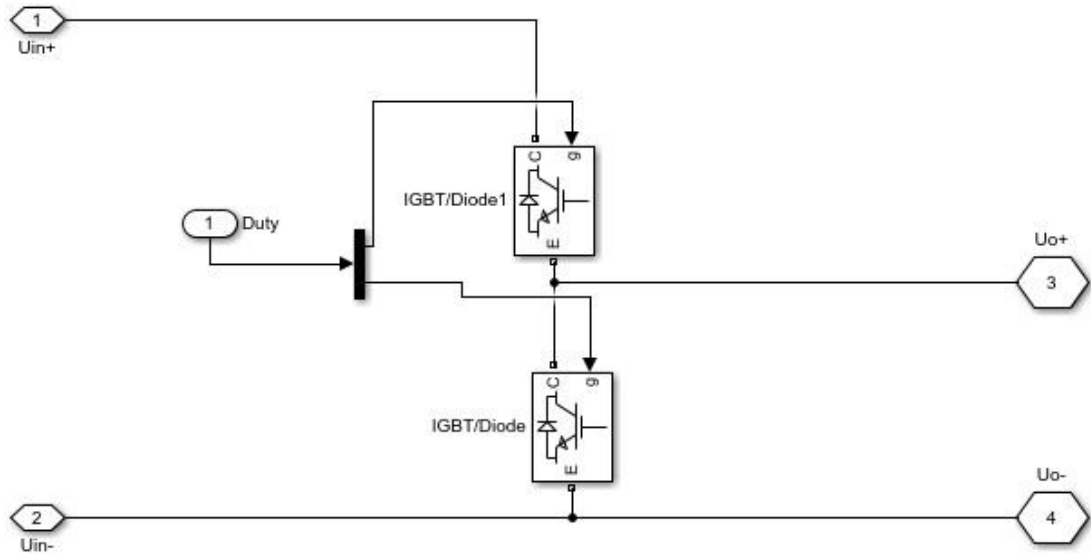 1
Uin+
C
g
IGBT/Diode1
E
1
Duty
Uo+
3
C
g
IGBT/Diode
E
Uo-
4
2
Uin-